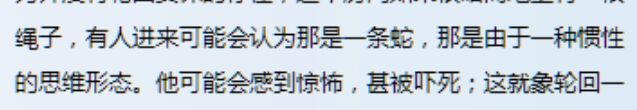 绳子，有人进来可能会认为那是一条蛇，那是由于一种惯性
的思维形态。他可能会感到惊怖，甚被吓死；这就象轮回一